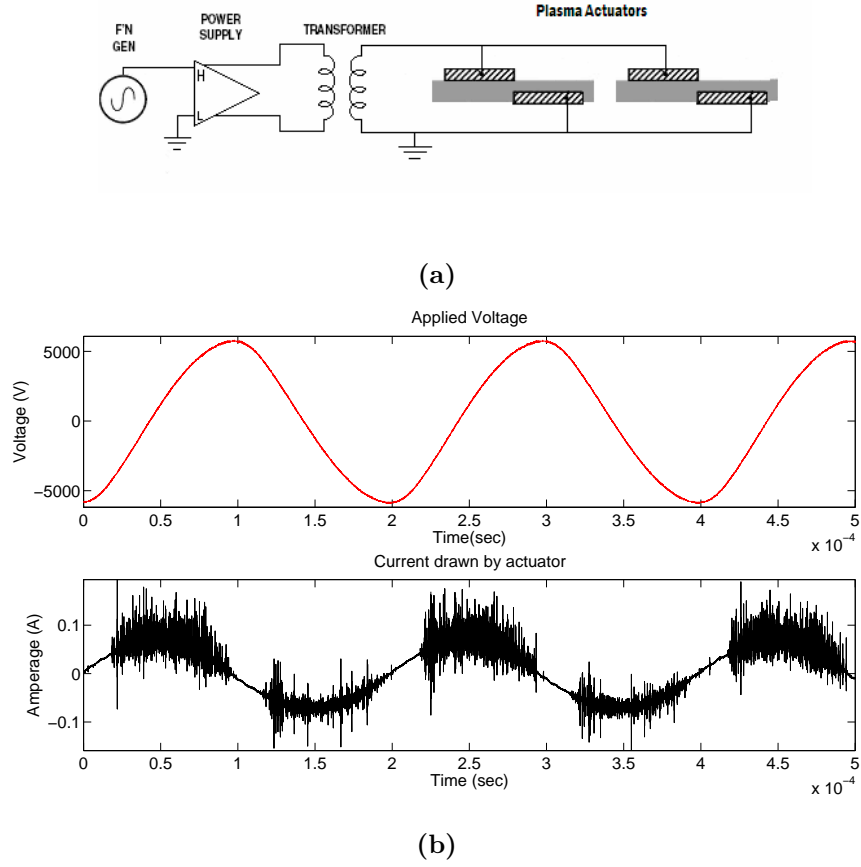 Plasma Actuators
F'N
GEN
POWER
SUPPLY
TRANSFORMER
H
L
(a)
Applied Voltage
Voltage (V)
5000
0
−5000
0 0.5 1 1.5 2 2.5 3 3.5 4 4.5 5
Time(sec)
x 10⁻⁴
Current drawn by actuator
Amperage (A)
0.1
0
−0.1
0 0.5 1 1.5 2 2.5 3 3.5 4 4.5 5
Time (sec)
x 10⁻⁴
(b)